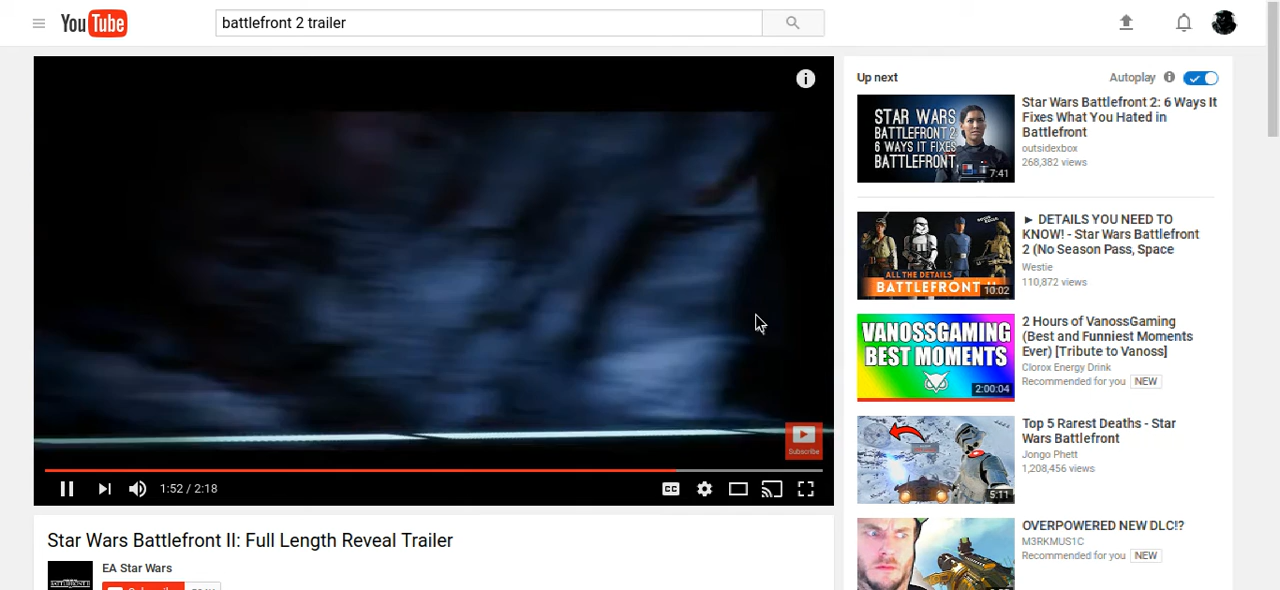 You Tube
battlefront 2 trailer
Subscribe
CC
1:52 / 2:18
Star Wars Battlefront II: Full Length Reveal Trailer
EA Star Wars
Up next
Autoplay
STAR WARS
BATTLEFRONT 2
6 WAYS IT FIXES
BATTLEFRONT
7:41
Star Wars Battlefront 2: 6 Ways It
Fixes What You Hated in
Battlefront
outsidexbox
268,382 views
ALL THE DETAILS
BATTLEFRONT II
10:02
► DETAILS YOU NEED TO
KNOW! - Star Wars Battlefront
2 (No Season Pass, Space
Westie
110,872 views
VANOSSGAMING
BEST MOMENTS
2:00:04
2 Hours of VanossGaming
(Best and Funniest Moments
Ever) [Tribute to Vanoss]
Clorox Energy Drink
Recommended for you NEW
5:11
Top 5 Rarest Deaths - Star
Wars Battlefront
Jongo Phett
1,208,456 views
OVERPOWERED NEW DLC!?
M3RKMUS1C
Recommended for you NEW